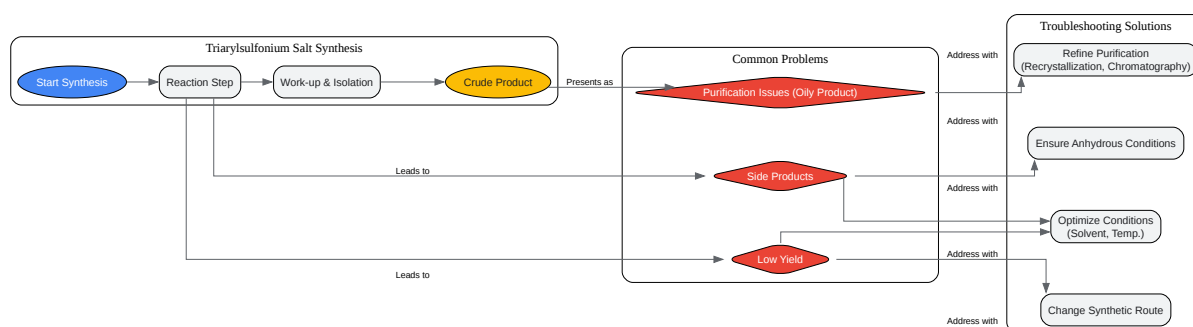 Triarylsulfonium Salt Synthesis
Start Synthesis
Reaction Step
Work-up & Isolation
Crude Product
Presents as
Leads to
Leads to
Common Problems
Purification Issues (Oily Product)
Side Products
Low Yield
Address with
Address with
Address with
Address with
Address with
Troubleshooting Solutions
Refine Purification
(Recrystallization, Chromatography)
Ensure Anhydrous Conditions
Optimize Conditions
(Solvent, Temp.)
Change Synthetic Route